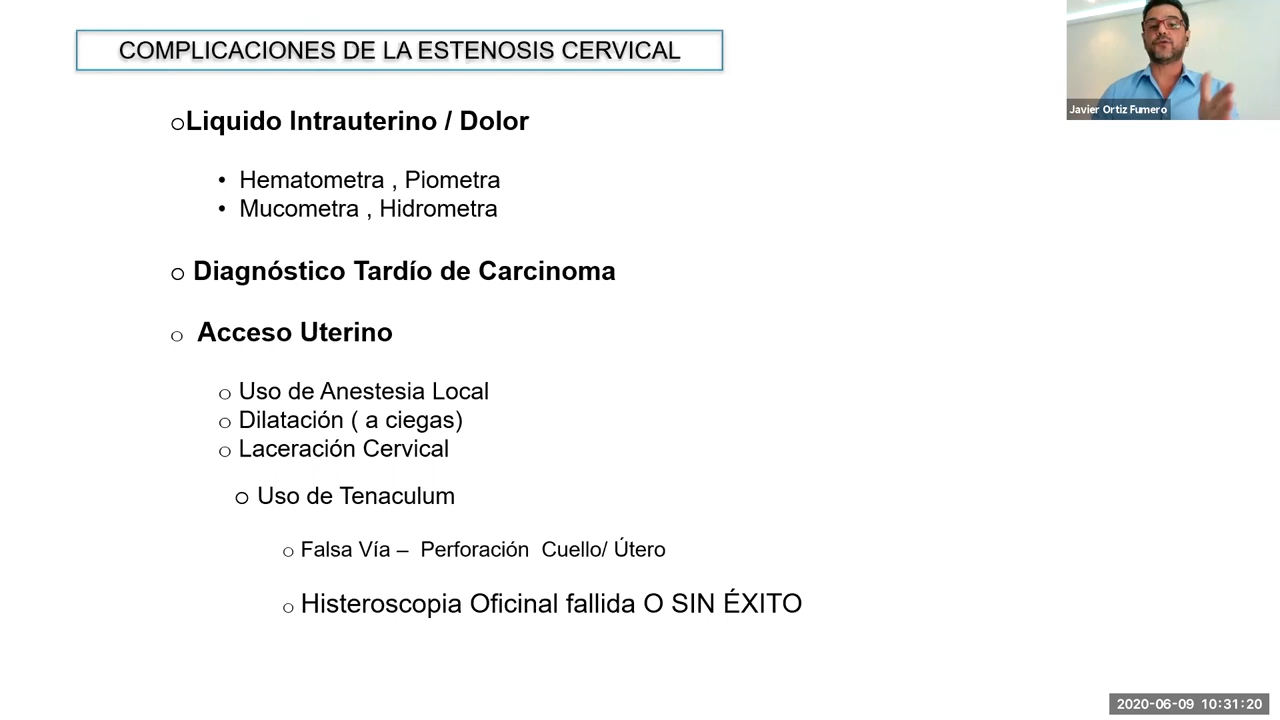 COMPLICACIONES DE LA ESTENOSIS CERVICAL
Javier Ortiz Fumero
Liquido Intrauterino / Dolor
• Hematometra , Piometra
• Mucometra , Hidrometra
Diagnóstico Tardío de Carcinoma
Acceso Uterino
Uso de Anestesia Local
Dilatación ( a ciegas)
Laceración Cervical
Uso de Tenaculum
Falsa Vía – Perforación Cuello/ Útero
Histeroscopia Oficinal fallida O SIN ÉXITO
2020-06-09 10:31:20